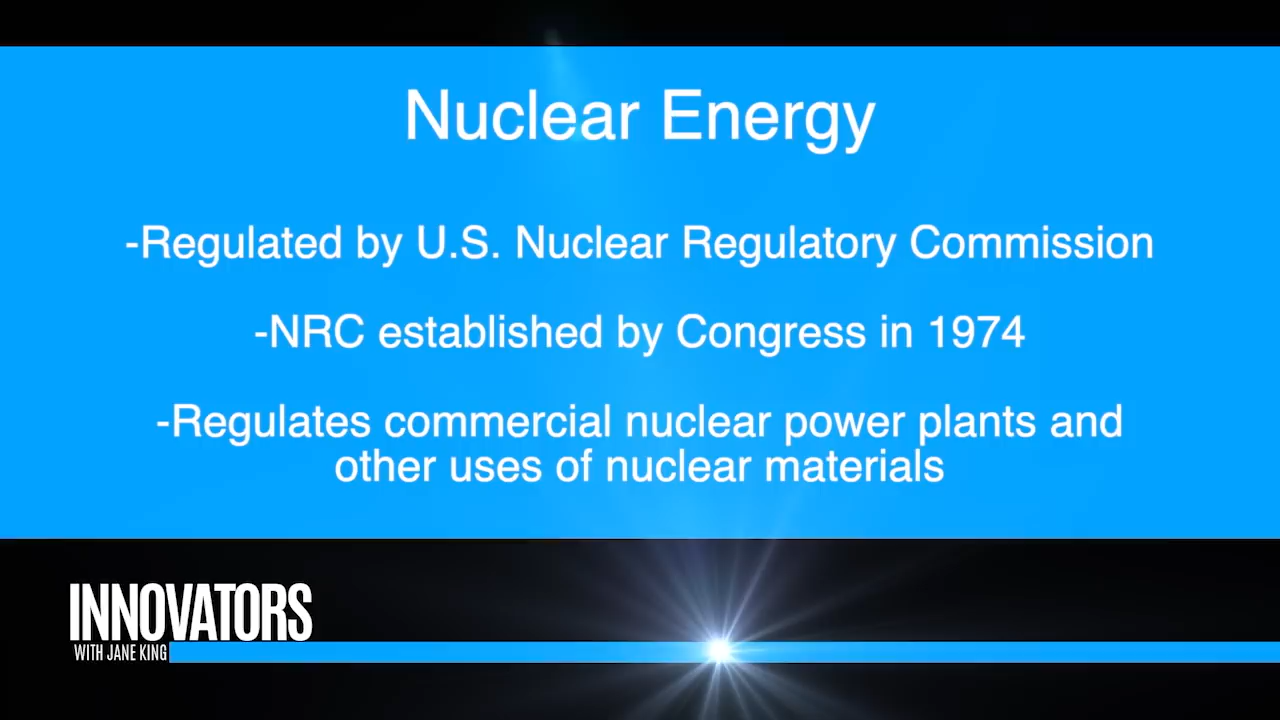 Nuclear Energy
-Regulated by U.S. Nuclear Regulatory Commission
-NRC established by Congress in 1974
-Regulates commercial nuclear power plants and
other uses of nuclear materials
INNOVATORS
WITH JANE KING